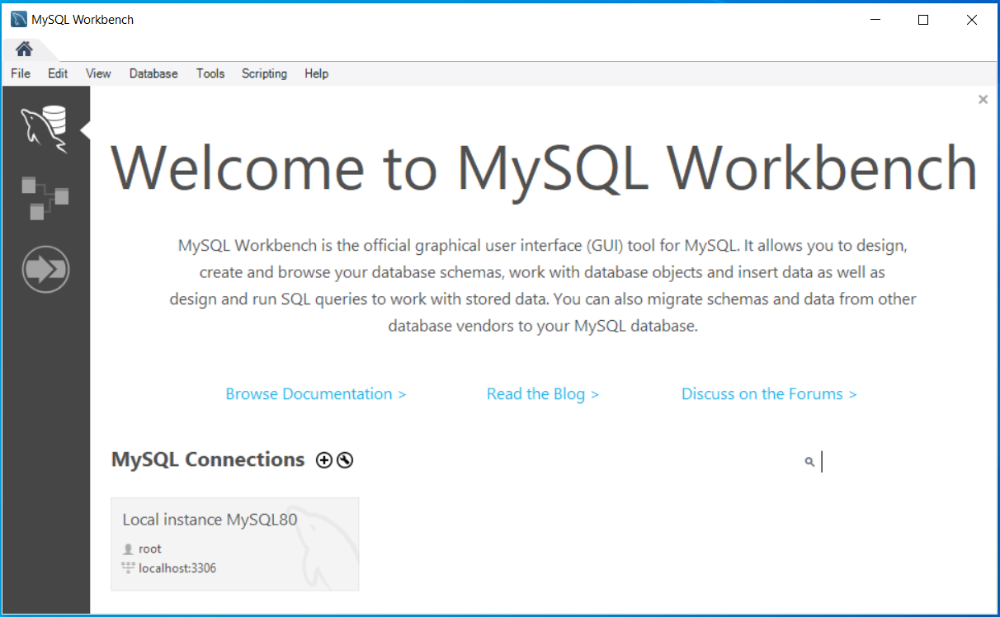 MySQL Workbench
File Edit View Database Tools Scripting Help
Welcome to MySQL Workbench
MySQL Workbench is the official graphical user interface (GUI) tool for MySQL. It allows you to design,
create and browse your database schemas, work with database objects and insert data as well as
design and run SQL queries to work with stored data. You can also migrate schemas and data from other
database vendors to your MySQL database.
Browse Documentation > Read the Blog > Discuss on the Forums >
MySQL Connections
Local instance MySQL80
root
localhost:3306